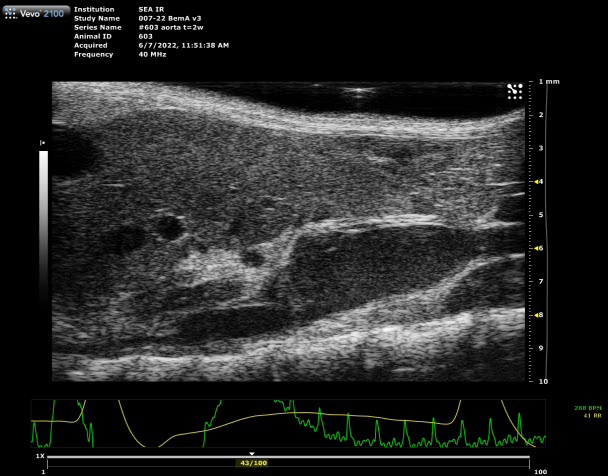 Vevo 2100
Institution SEA IR
Study Name 007-22 BemA v3
Series Name #603 aorta t=2w
Animal ID 603
Acquired 6/7/2022, 11:51:38 AM
Frequency 40 MHz
1 mm
2
3
4
5
6
7
8
9
10
288 BPM
41 RR
1X
43/100
1
100